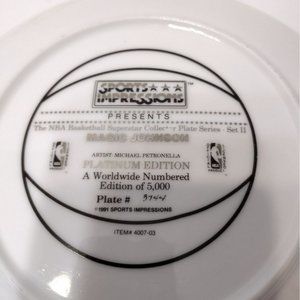 SPORTS ★★★
IMPRESSIONS
PRESENTS
The NBA Basketball Superstar Collector Plate Series - Set II
MAGIC JOHNSON
ARTIST: MICHAEL PETRONELLA
PLATINUM EDITION
A Worldwide Numbered
Edition of 5,000
Plate # 3744
©1991 SPORTS IMPRESSIONS
ITEM# 4007-03